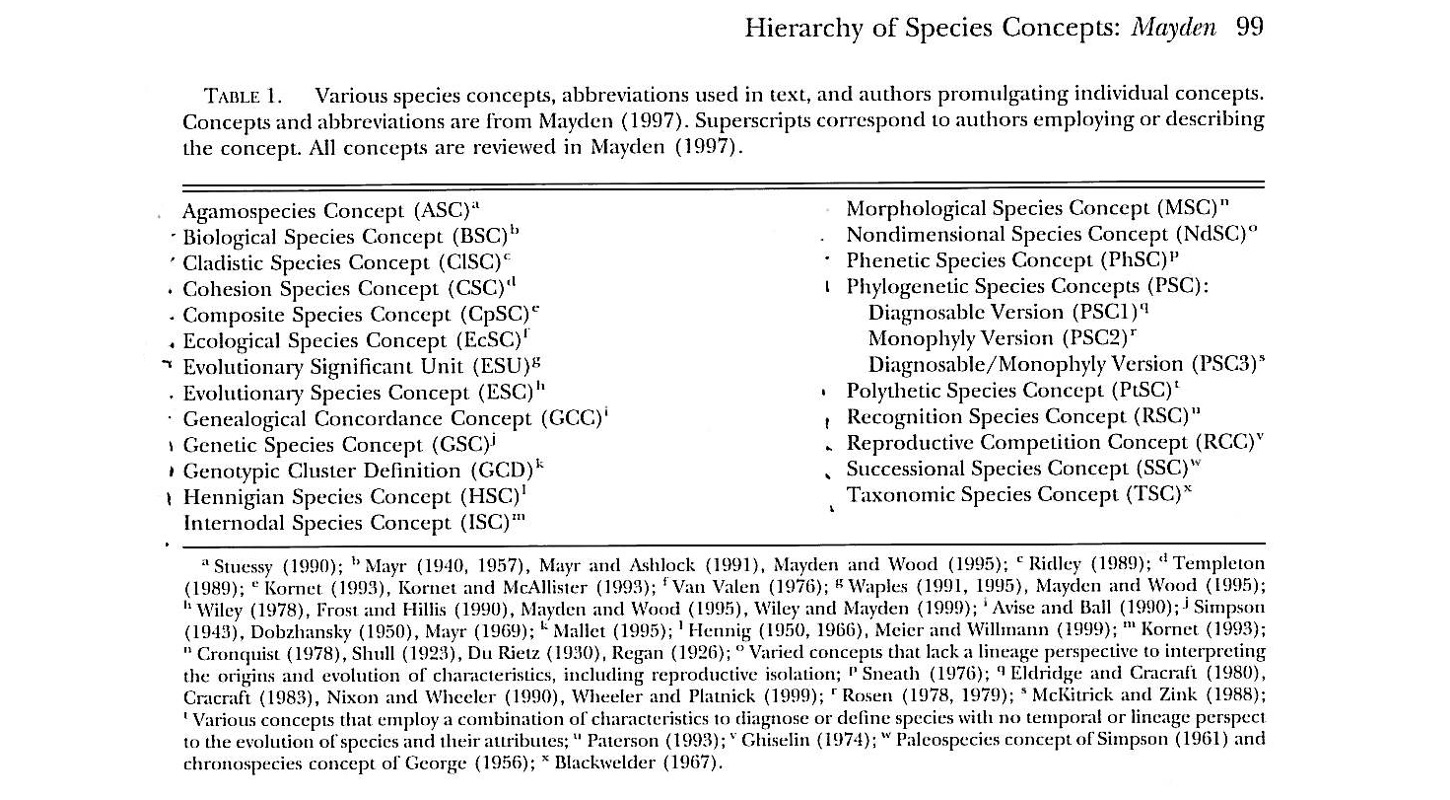 Hierarchy of Species Concepts: Mayden 99
TABLE 1. Various species concepts, abbreviations used in text, and authors promulgating individual concepts.
Concepts and abbreviations are from Mayden (1997). Superscripts correspond to authors employing or describing
the concept. All concepts are reviewed in Mayden (1997).
Agamospecies Concept (ASC)a
Biological Species Concept (BSC)b
Cladistic Species Concept (ClSC)c
Cohesion Species Concept (CSC)d
Composite Species Concept (CpSC)e
Ecological Species Concept (EcSC)f
Evolutionary Significant Unit (ESU)g
Evolutionary Species Concept (ESC)h
Genealogical Concordance Concept (GCC)i
Genetic Species Concept (GSC)j
Genotypic Cluster Definition (GCD)k
Hennigian Species Concept (HSC)l
Internodal Species Concept (ISC)m
Morphological Species Concept (MSC)n
Nondimensional Species Concept (NdSC)o
Phenetic Species Concept (PhSC)p
Phylogenetic Species Concepts (PSC):
Diagnosable Version (PSC1)q
Monophyly Version (PSC2)r
Diagnosable/Monophyly Version (PSC3)s
Polythetic Species Concept (PtSC)t
Recognition Species Concept (RSC)u
Reproductive Competition Concept (RCC)v
Successional Species Concept (SSC)w
Taxonomic Species Concept (TSC)x
a Stuessy (1990); b Mayr (1940, 1957), Mayr and Ashlock (1991), Mayden and Wood (1995); c Ridley (1989); d Templeton
(1989); e Kornet (1993), Kornet and McAllister (1993); f Van Valen (1976); g Waples (1991, 1995), Mayden and Wood (1995);
h Wiley (1978), Frost and Hillis (1990), Mayden and Wood (1995), Wiley and Mayden (1999); i Avise and Ball (1990); j Simpson
(1943), Dobzhansky (1950), Mayr (1969); k Mallet (1995); l Hennig (1950, 1966), Meier and Willmann (1999); m Kornet (1993);
n Cronquist (1978), Shull (1923), Du Rietz (1930), Regan (1926); o Varied concepts that lack a lineage perspective to interpreting
the origins and evolution of characteristics, including reproductive isolation; p Sneath (1976); q Eldridge and Cracraft (1980),
Cracraft (1983), Nixon and Wheeler (1990), Wheeler and Platnick (1999); r Rosen (1978, 1979); s McKitrick and Zink (1988);
t Various concepts that employ a combination of characteristics to diagnose or define species with no temporal or lineage perspect
to the evolution of species and their attributes; u Paterson (1993); v Ghiselin (1974); w Paleospecies concept of Simpson (1961) and
chronospecies concept of George (1956); x Blackwelder (1967).